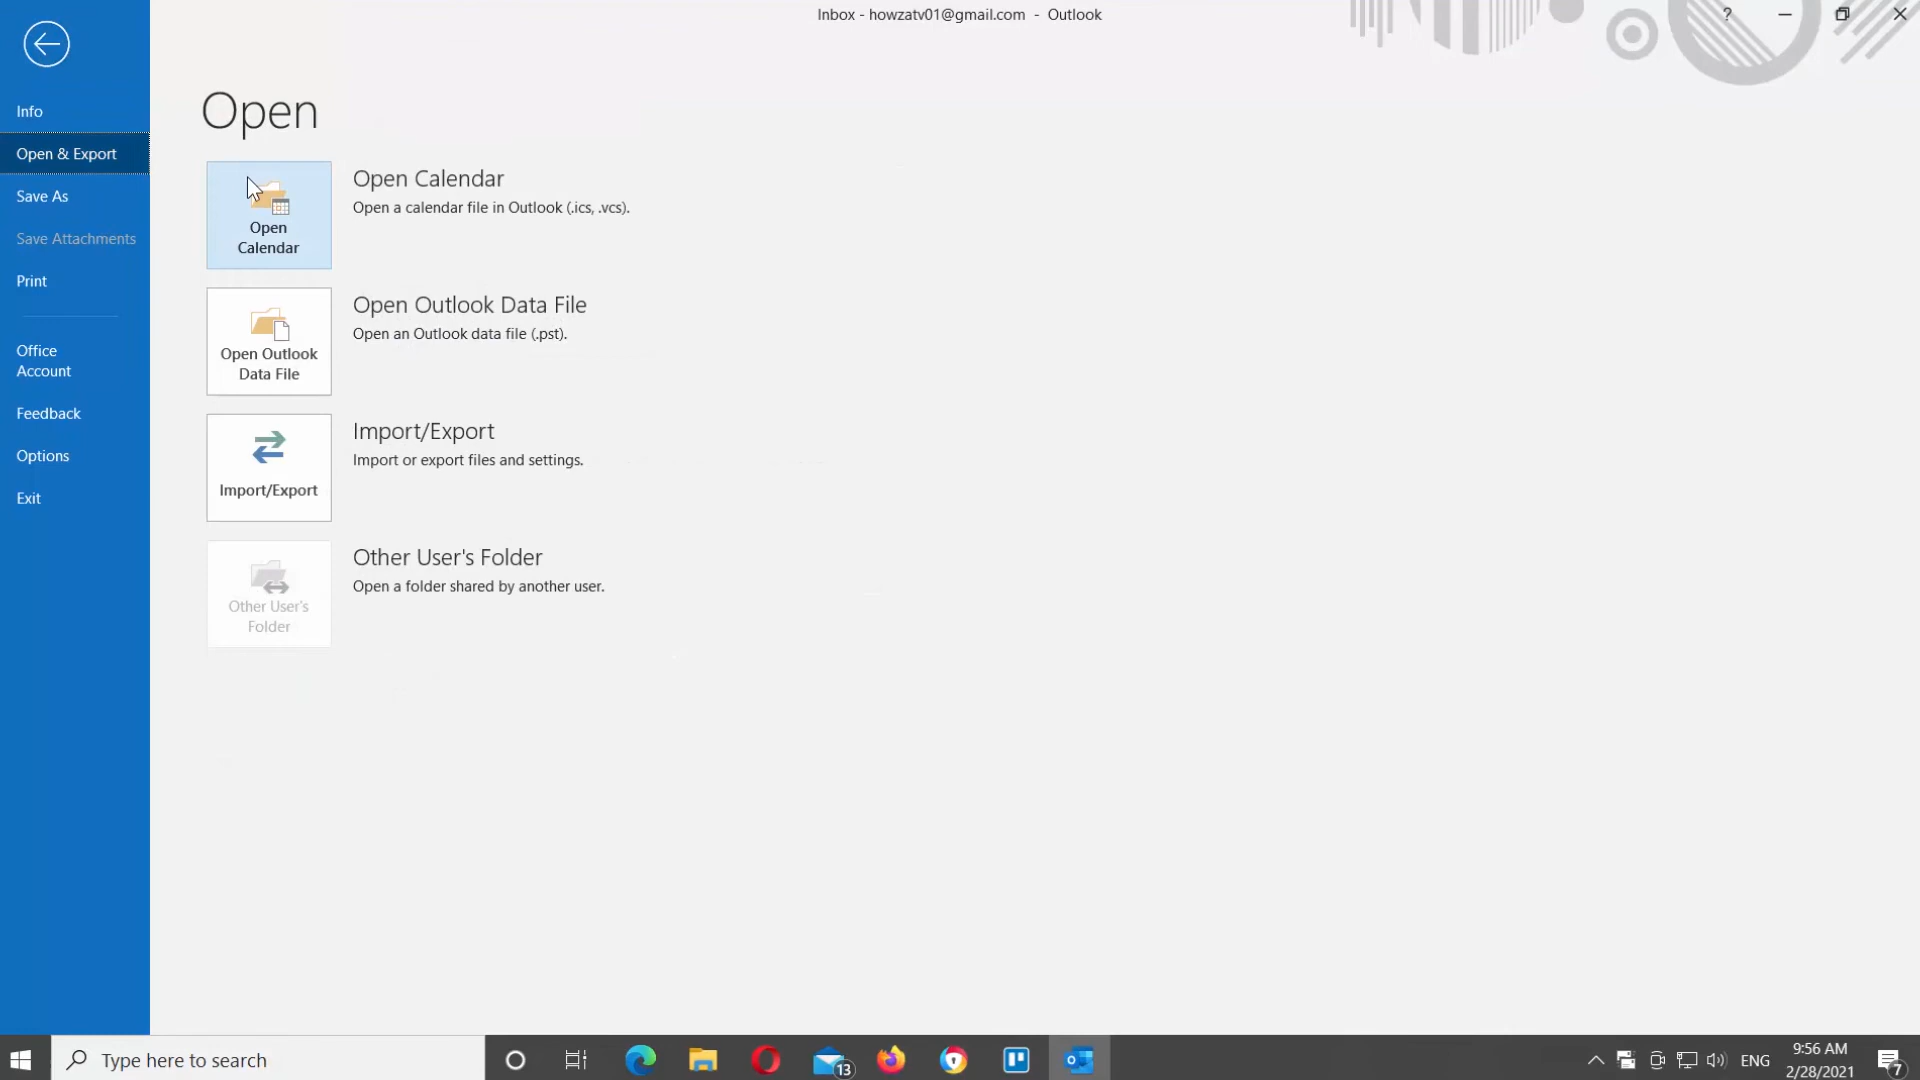 Inbox - howzatv01@gmail.com - Outlook
?
Info
Open & Export
Save As
Save Attachments
Print
Office
Account
Feedback
Options
Exit
Open
Open
Calendar
Open Calendar
Open a calendar file in Outlook (.ics, .vcs).
Open Outlook
Data File
Open Outlook Data File
Open an Outlook data file (.pst).
Import/Export
Import/Export
Import or export files and settings.
Other User's
Folder
Other User's Folder
Open a folder shared by another user.
Type here to search
13
ENG
9:56 AM
2/28/2021
7